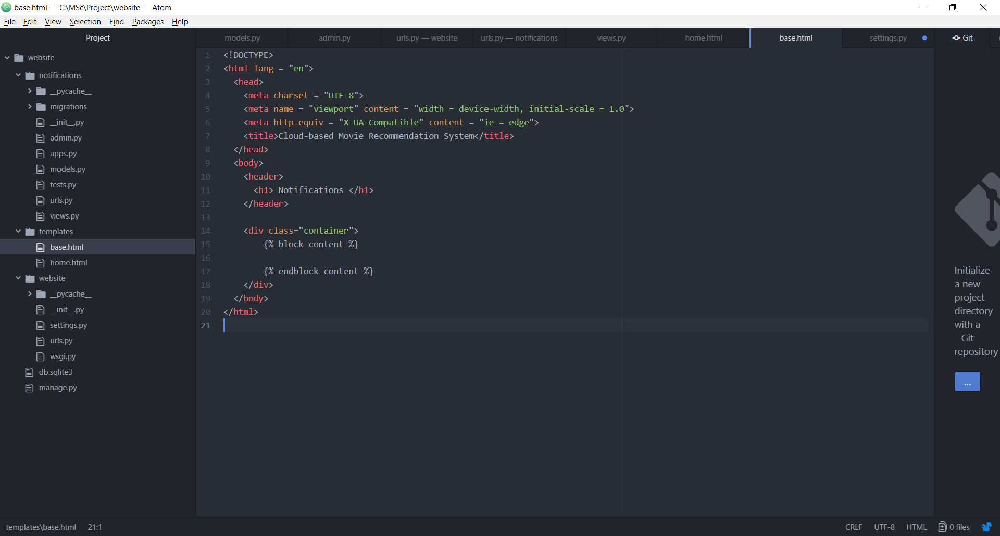 base.html — C:\MSc\Project\website — Atom
File Edit View Selection Find Packages Help
Project
website
notifications
__pycache__
migrations
__init__.py
admin.py
apps.py
models.py
tests.py
urls.py
views.py
templates
base.html
home.html
website
__pycache__
__init__.py
settings.py
urls.py
wsgi.py
db.sqlite3
manage.py
models.py admin.py urls.py — website urls.py — notifications views.py home.html base.html settings.py
1 <!DOCTYPE>
2 <html lang = "en">
3 <head>
4 <meta charset = "UTF-8">
5 <meta name = "viewport" content = "width = device-width, initial-scale = 1.0">
6 <meta http-equiv = "X-UA-Compatible" content = "ie = edge">
7 <title>Cloud-based Movie Recommendation System</title>
8 </head>
9 <body>
10 <header>
11 <h1> Notifications </h1>
12 </header>
13
14 <div class="container">
15 {% block content %}
16
17 {% endblock content %}
18 </div>
19 </body>
20 </html>
21
Git
Initialize
a new
project
directory
with a
Git
repository
...
templates\base.html 21:1 CRLF UTF-8 HTML 0 files